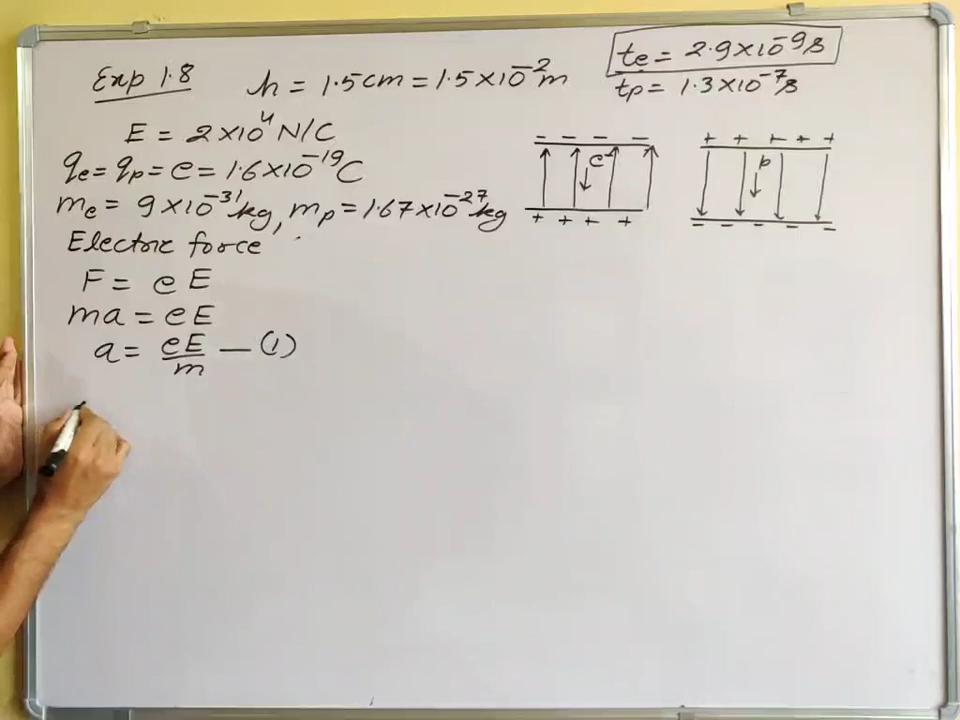 Exp 1.8
h = 1.5cm = 1.5×10⁻²m
te = 2.9×10⁻⁹s
tp = 1.3×10⁻⁷s
E = 2×10⁴ N/C
qe = qp = e = 1.6×10⁻¹⁹C
me = 9×10⁻³¹kg, mp = 1.67×10⁻²⁷kg
Electric force
F = eE
ma = eE
a = eE/m — (1)
− − − −
e⁻
+ + + +
+ + + + +
p
− − − − − −